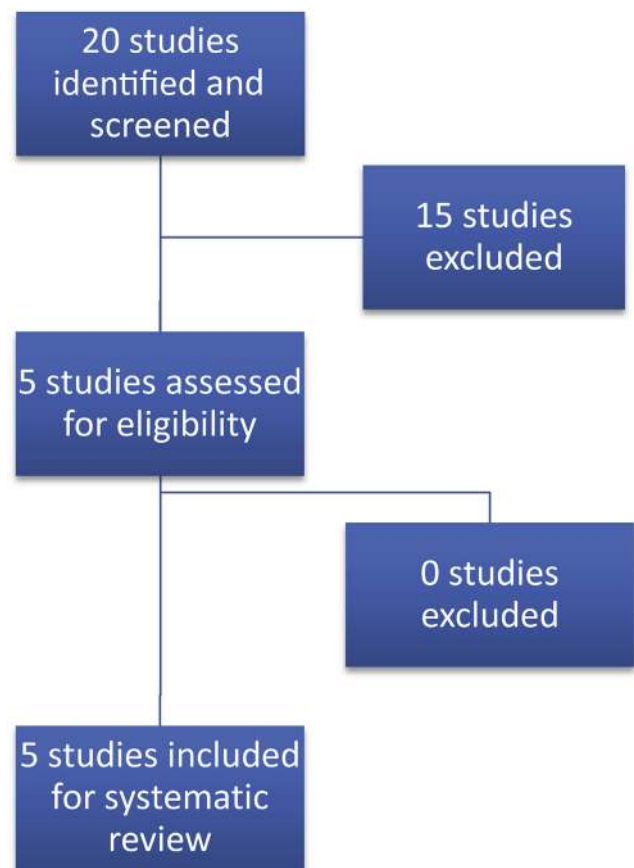 20 studies
identified and
screened
15 studies
excluded
5 studies assessed
for eligibility
0 studies
excluded
5 studies included
for systematic
review